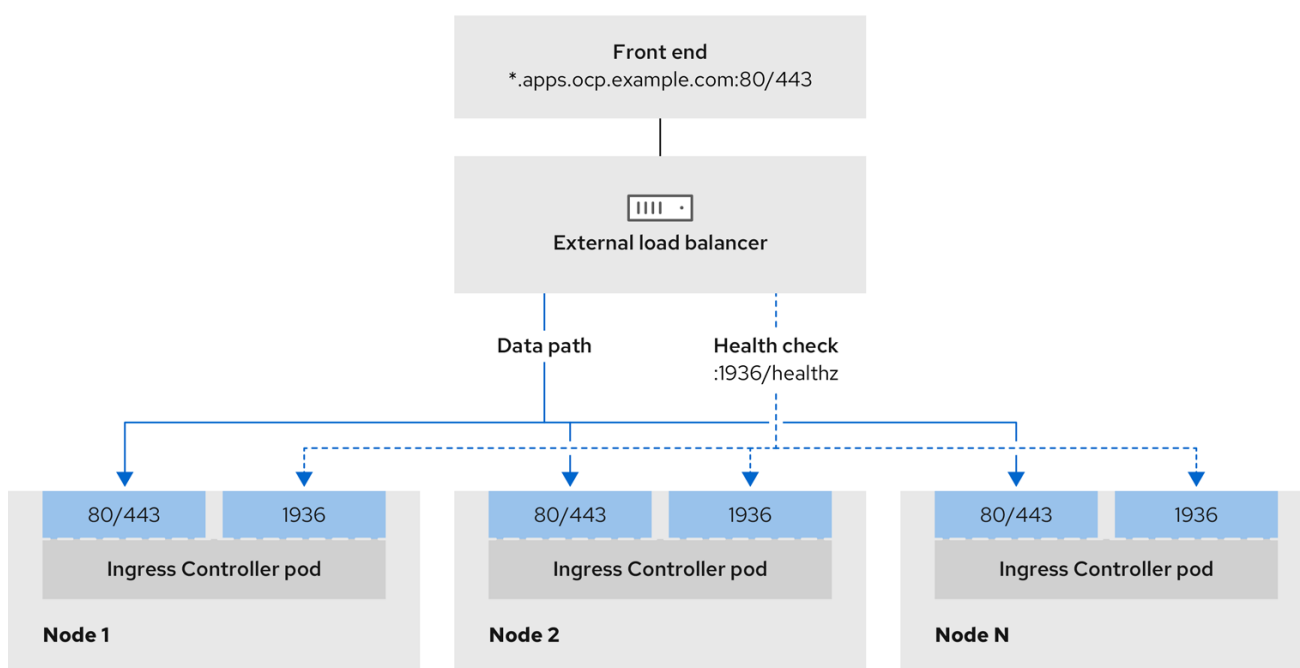 Front end
*.apps.ocp.example.com:80/443
External load balancer
Data path
Health check
:1936/healthz
80/443
1936
80/443
1936
80/443
1936
Ingress Controller pod
Ingress Controller pod
Ingress Controller pod
Node 1
Node 2
Node N